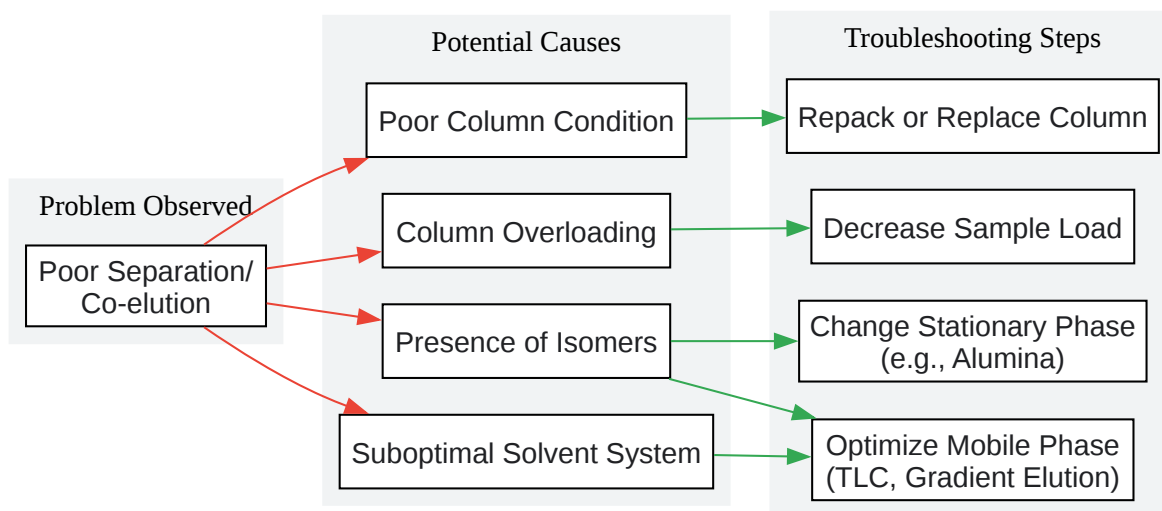 Problem Observed
Poor Separation/
Co-elution
Potential Causes
Poor Column Condition
Column Overloading
Presence of Isomers
Suboptimal Solvent System
Troubleshooting Steps
Repack or Replace Column
Decrease Sample Load
Change Stationary Phase
(e.g., Alumina)
Optimize Mobile Phase
(TLC, Gradient Elution)